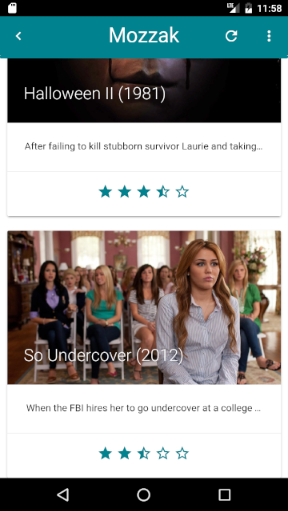 11:58
Mozzak
Halloween II (1981)
After failing to kill stubborn survivor Laurie and taking...
So Undercover (2012)
When the FBI hires her to go undercover at a college ...